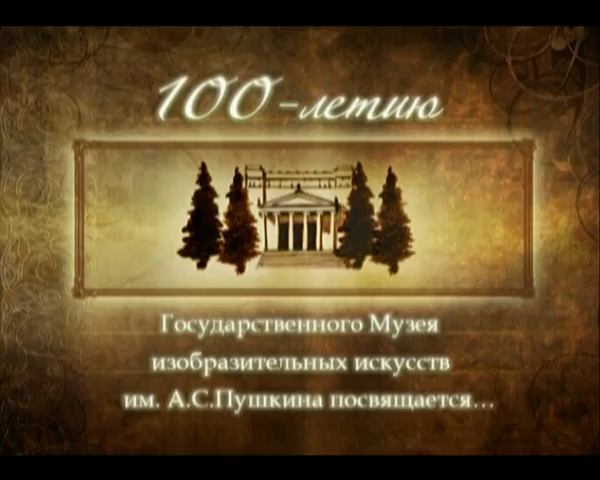 100-летию
Государственного Музея
изобразительных искусств
им. А.С.Пушкина посвящается...